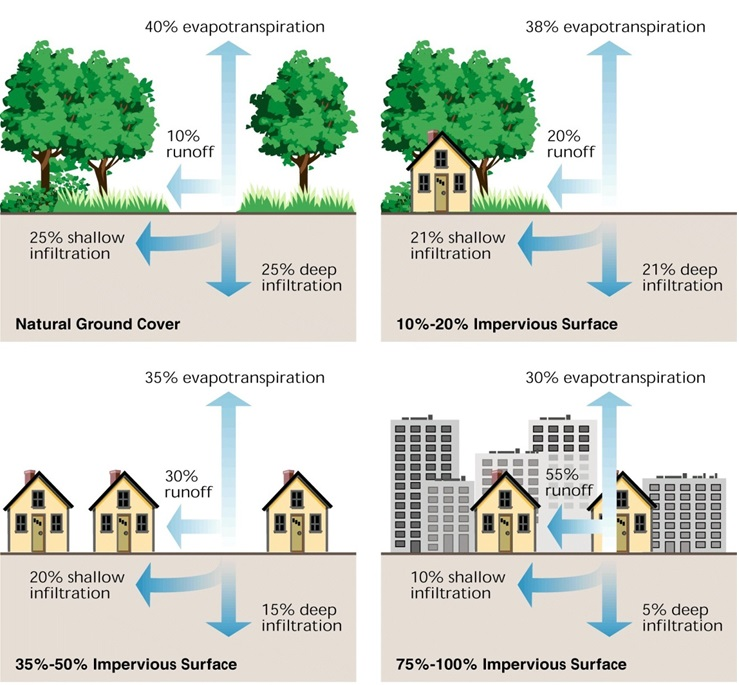 40% evapotranspiration
10%
runoff
25% shallow
infiltration
25% deep
infiltration
Natural Ground Cover
38% evapotranspiration
20%
runoff
21% shallow
infiltration
21% deep
infiltration
10%-20% Impervious Surface
35% evapotranspiration
30%
runoff
20% shallow
infiltration
15% deep
infiltration
35%-50% Impervious Surface
30% evapotranspiration
55%
runoff
10% shallow
infiltration
5% deep
infiltration
75%-100% Impervious Surface